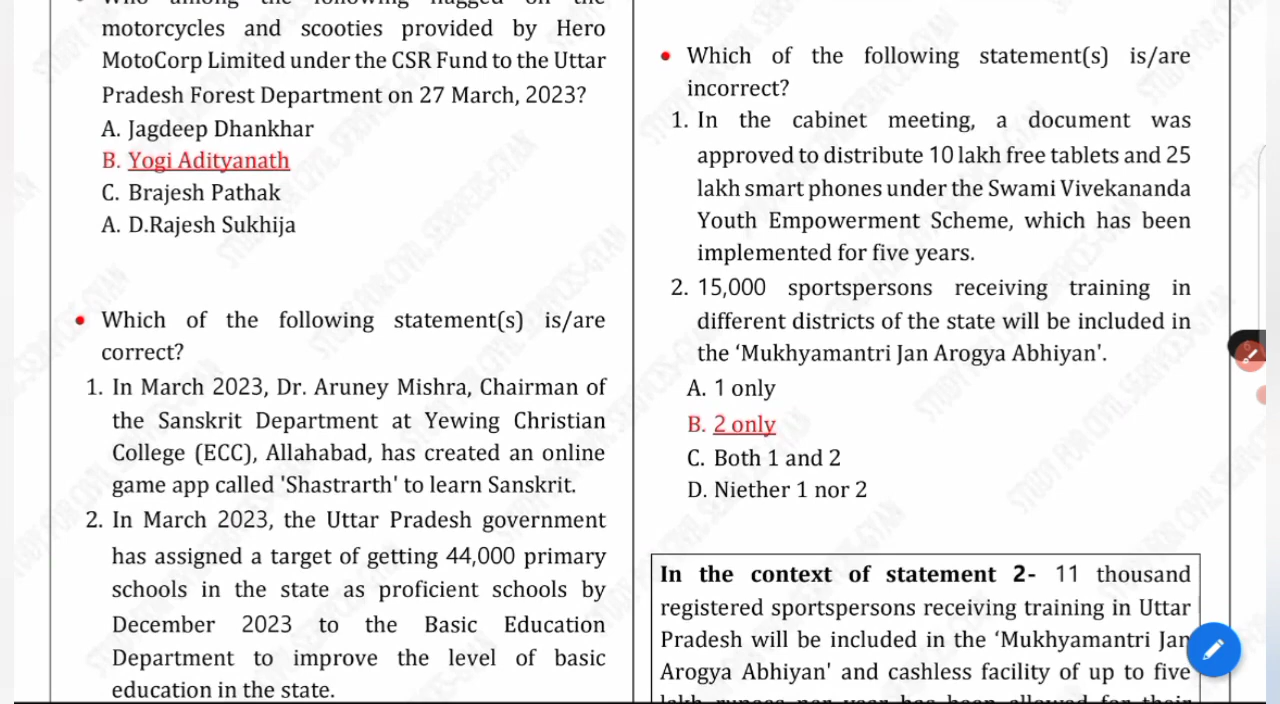 motorcycles and scooties provided by Hero
MotoCorp Limited under the CSR Fund to the Uttar
Pradesh Forest Department on 27 March, 2023?
A. Jagdeep Dhankhar
B. Yogi Adityanath
C. Brajesh Pathak
A. D.Rajesh Sukhija
• Which of the following statement(s) is/are
correct?
1. In March 2023, Dr. Aruney Mishra, Chairman of
the Sanskrit Department at Yewing Christian
College (ECC), Allahabad, has created an online
game app called 'Shastrarth' to learn Sanskrit.
2. In March 2023, the Uttar Pradesh government
has assigned a target of getting 44,000 primary
schools in the state as proficient schools by
December 2023 to the Basic Education
Department to improve the level of basic
education in the state.
• Which of the following statement(s) is/are
incorrect?
1. In the cabinet meeting, a document was
approved to distribute 10 lakh free tablets and 25
lakh smart phones under the Swami Vivekananda
Youth Empowerment Scheme, which has been
implemented for five years.
2. 15,000 sportspersons receiving training in
different districts of the state will be included in
the ‘Mukhyamantri Jan Arogya Abhiyan'.
A. 1 only
B. 2 only
C. Both 1 and 2
D. Niether 1 nor 2
In the context of statement 2- 11 thousand
registered sportspersons receiving training in Uttar
Pradesh will be included in the ‘Mukhyamantri Jan
Arogya Abhiyan' and cashless facility of up to five